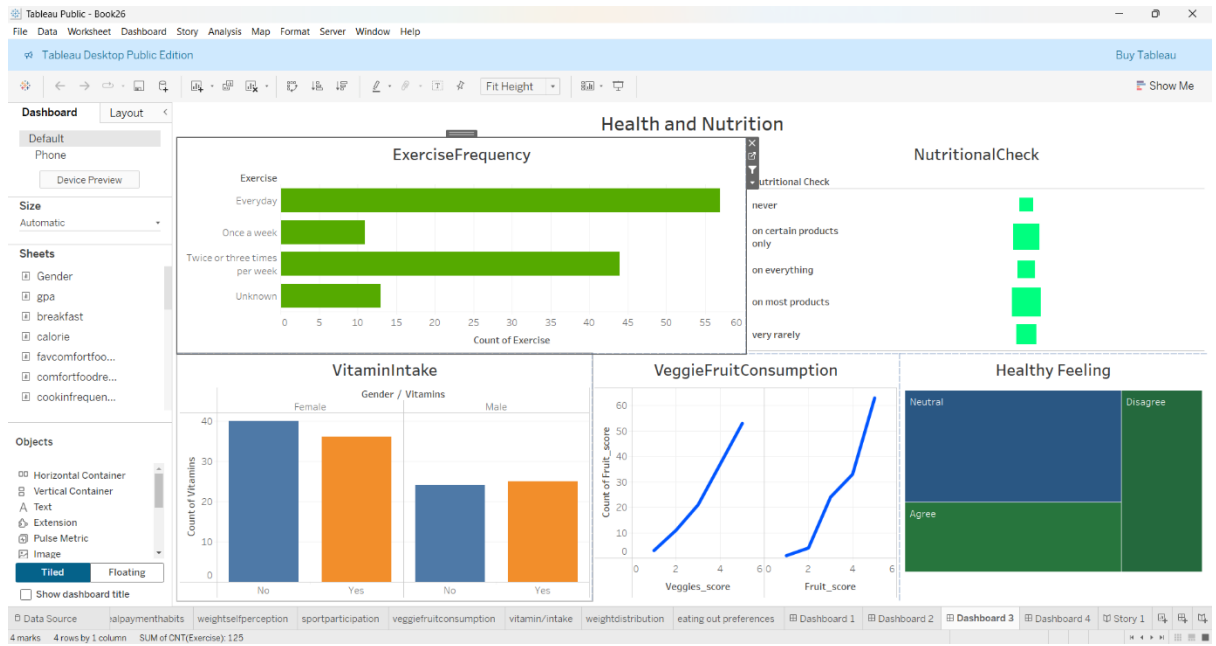 Tableau Public - Book26
File Data Worksheet Dashboard Story Analysis Map Format Server Window Help
Tableau Desktop Public Edition
Buy Tableau
Fit Height
Show Me
Dashboard Layout
Default
Phone
Device Preview
Size
Automatic
Sheets
Gender
gpa
breakfast
calorie
favcomfortfoo...
comfortfoodre...
cookinfrequen...
Objects
Horizontal Container
Vertical Container
Text
Extension
Pulse Metric
Image
Tiled Floating
Show dashboard title
Health and Nutrition
ExerciseFrequency
Exercise
Everyday
Once a week
Twice or three times
per week
Unknown
0 5 10 15 20 25 30 35 40 45 50 55 60
Count of Exercise
NutritionalCheck
utritional Check
never
on certain products
only
on everything
on most products
very rarely
VitaminIntake
Gender / Vitamins
Female Male
Count of Vitamins
40
30
20
10
0
No Yes No Yes
VeggieFruitConsumption
Count of Fruit_score
60
50
40
30
20
10
0
0 2 4 6 0 2 4 6
Veggies_score Fruit_score
Healthy Feeling
Neutral
Disagree
Agree
Data Source alpaymenthabits weightselfperception sportparticipation veggiefruitconsumption vitamin/intake weightdistribution eating out preferences Dashboard 1 Dashboard 2 Dashboard 3 Dashboard 4 Story 1
4 marks 4 rows by 1 column SUM of CNT(Exercise): 125